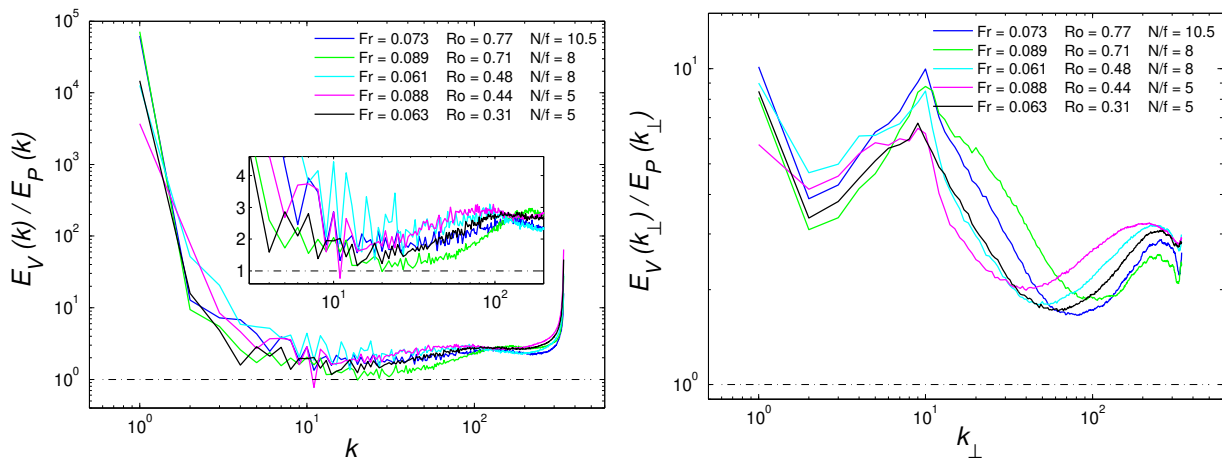 10^5
10^4
10^3
10^2
10^1
10^0
E_V (k) / E_P (k)
Fr = 0.073 Ro = 0.77 N/f = 10.5
Fr = 0.089 Ro = 0.71 N/f = 8
Fr = 0.061 Ro = 0.48 N/f = 8
Fr = 0.088 Ro = 0.44 N/f = 5
Fr = 0.063 Ro = 0.31 N/f = 5
4
3
2
1
10^1 10^2
10^0 10^1 10^2
k
10^1
10^0
E_V (k_⊥) / E_P (k_⊥)
Fr = 0.073 Ro = 0.77 N/f = 10.5
Fr = 0.089 Ro = 0.71 N/f = 8
Fr = 0.061 Ro = 0.48 N/f = 8
Fr = 0.088 Ro = 0.44 N/f = 5
Fr = 0.063 Ro = 0.31 N/f = 5
10^0 10^1 10^2
k_⊥